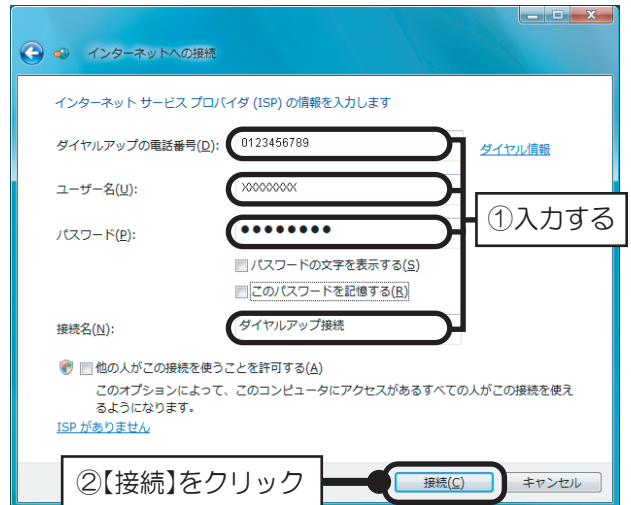 インターネットへの接続
インターネット サービス プロバイダ (ISP) の情報を入力します
ダイヤルアップの電話番号(D): 0123456789 ダイヤル情報
ユーザー名(U): XXXXXXXX
①入力する
パスワード(P): ●●●●●●●●
パスワードの文字を表示する(S)
このパスワードを記憶する(R)
接続名(N): ダイヤルアップ接続
他の人がこの接続を使うことを許可する(A)
このオプションによって、このコンピュータにアクセスがあるすべての人がこの接続を使え
るようになります。
ISP がありません
②【接続】をクリック 接続(C) キャンセル